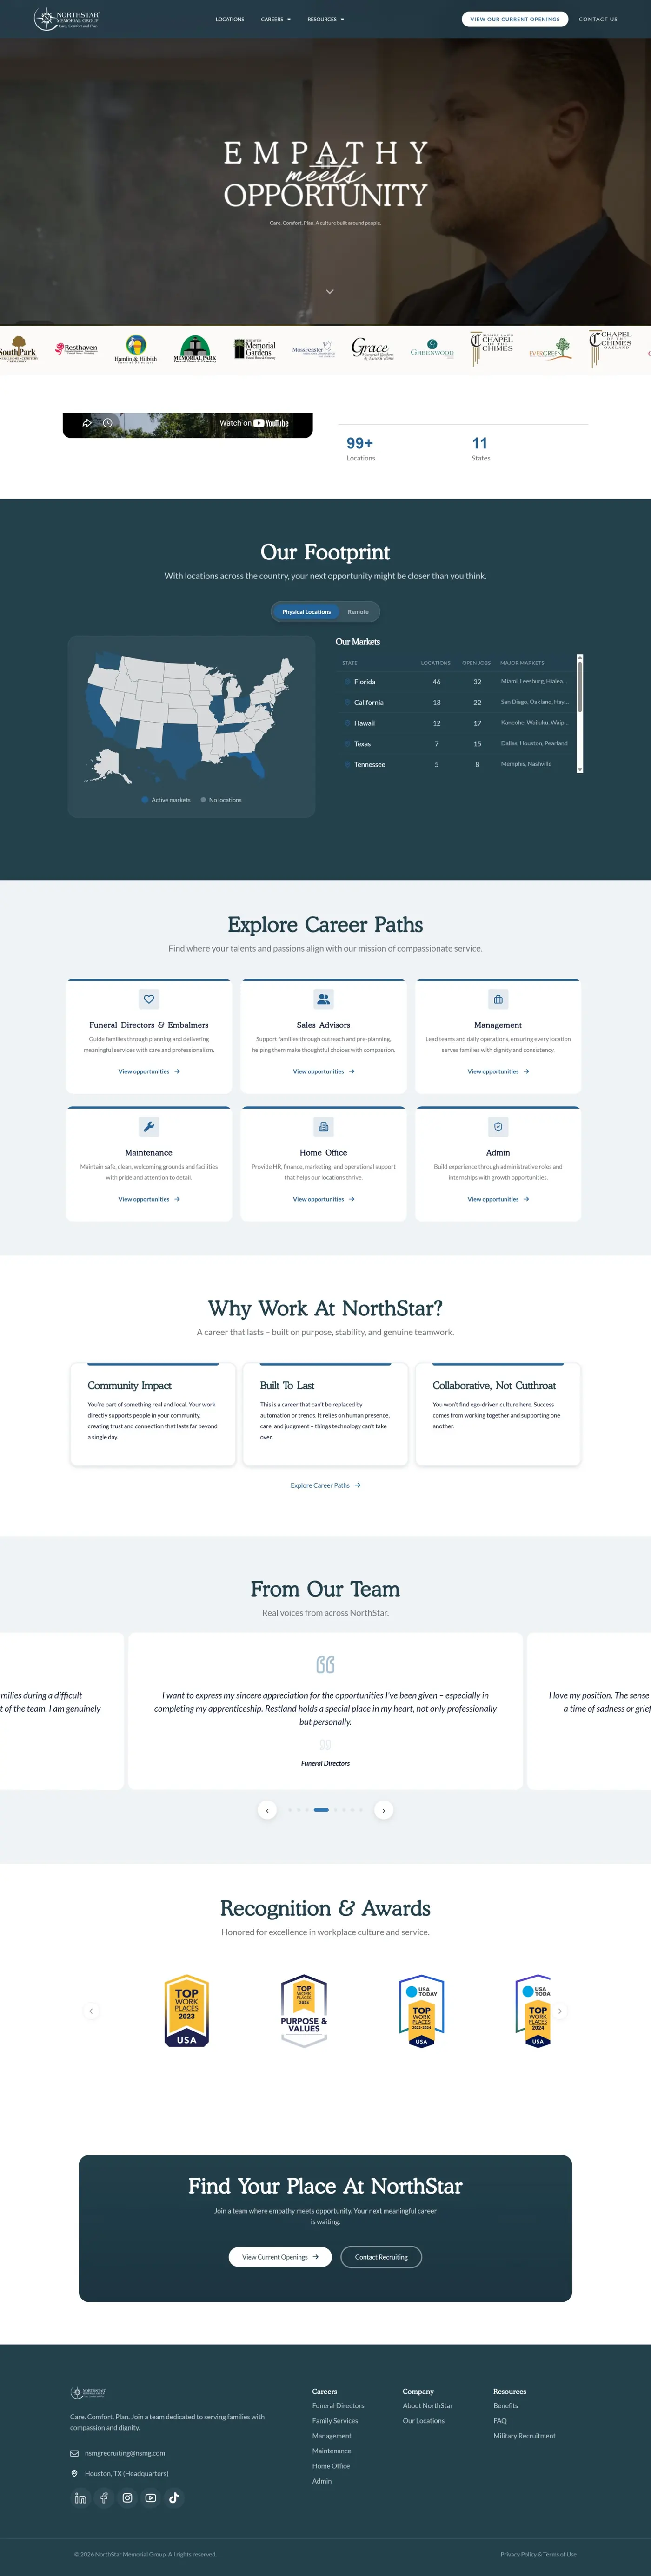 NORTHSTAR
MEMORIAL GROUP
Care, Comfort and Plan
LOCATIONS
CAREERS
RESOURCES
VIEW OUR CURRENT OPENINGS
CONTACT US
EMPATHY
meets
OPPORTUNITY
Care. Comfort. Plan. A culture built around people.
SouthPark
Resthaven
Hamlin & Hilbish
MEMORIAL PARK
Memorial
Gardens
MossFeaster
Grace
GREENWOOD
CHAPEL
OF THE
CHIMES
EVERGREEN
CHAPEL
OF THE
CHIMES
OAKLAND
Watch on YouTube
99+
Locations
11
States
Our Footprint
With locations across the country, your next opportunity might be closer than you think.
Physical Locations
Remote
Active markets
No locations
Our Markets
STATE LOCATIONS OPEN JOBS MAJOR MARKETS
Florida 46 32 Miami, Leesburg, Hialea...
California 13 22 San Diego, Oakland, Hay...
Hawaii 12 17 Kaneohe, Wailuku, Waip...
Texas 7 15 Dallas, Houston, Pearland
Tennessee 5 8 Memphis, Nashville
Explore Career Paths
Find where your talents and passions align with our mission of compassionate service.
Funeral Directors & Embalmers
Guide families through planning and delivering
meaningful services with care and professionalism.
View opportunities
Sales Advisors
Support families through outreach and pre-planning,
helping them make thoughtful choices with compassion.
View opportunities
Management
Lead teams and daily operations, ensuring every location
serves families with dignity and consistency.
View opportunities
Maintenance
Maintain safe, clean, welcoming grounds and facilities
with pride and attention to detail.
View opportunities
Home Office
Provide HR, finance, marketing, and operational support
that helps our locations thrive.
View opportunities
Admin
Build experience through administrative roles and
internships with growth opportunities.
View opportunities
Why Work At NorthStar?
A career that lasts – built on purpose, stability, and genuine teamwork.
Community Impact
You're part of something real and local. Your work
directly supports people in your community,
creating trust and connection that lasts far beyond
a single day.
Built To Last
This is a career that can't be replaced by
automation or trends. It relies on human presence,
care, and judgment – things technology can't take
over.
Collaborative, Not Cutthroat
You won't find ego-driven culture here. Success
comes from working together and supporting one
another.
Explore Career Paths
From Our Team
Real voices from across NorthStar.
milies during a difficult
t of the team. I am genuinely
I want to express my sincere appreciation for the opportunities I've been given – especially in
completing my apprenticeship. Restland holds a special place in my heart, not only professionally
but personally.
Funeral Directors
I love my position. The sense
a time of sadness or grief
Recognition & Awards
Honored for excellence in workplace culture and service.
TOP
WORK
PLACES
2023
USA
TOP
WORK
PLACES
2024
PURPOSE &
VALUES
USA
TODAY
TOP
WORK
PLACES
2023-2024
USA
USA
TODA
TOP
WORK
PLACES
2024
USA
Find Your Place At NorthStar
Join a team where empathy meets opportunity. Your next meaningful career
is waiting.
View Current Openings
Contact Recruiting
NORTHSTAR
MEMORIAL GROUP
Care. Comfort. Plan. Join a team dedicated to serving families with
compassion and dignity.
nsmgrecruiting@nsmg.com
Houston, TX (Headquarters)
Careers
Funeral Directors
Family Services
Management
Maintenance
Home Office
Admin
Company
About NorthStar
Our Locations
Resources
Benefits
FAQ
Military Recruitment
© 2026 NorthStar Memorial Group. All rights reserved.
Privacy Policy & Terms of Use